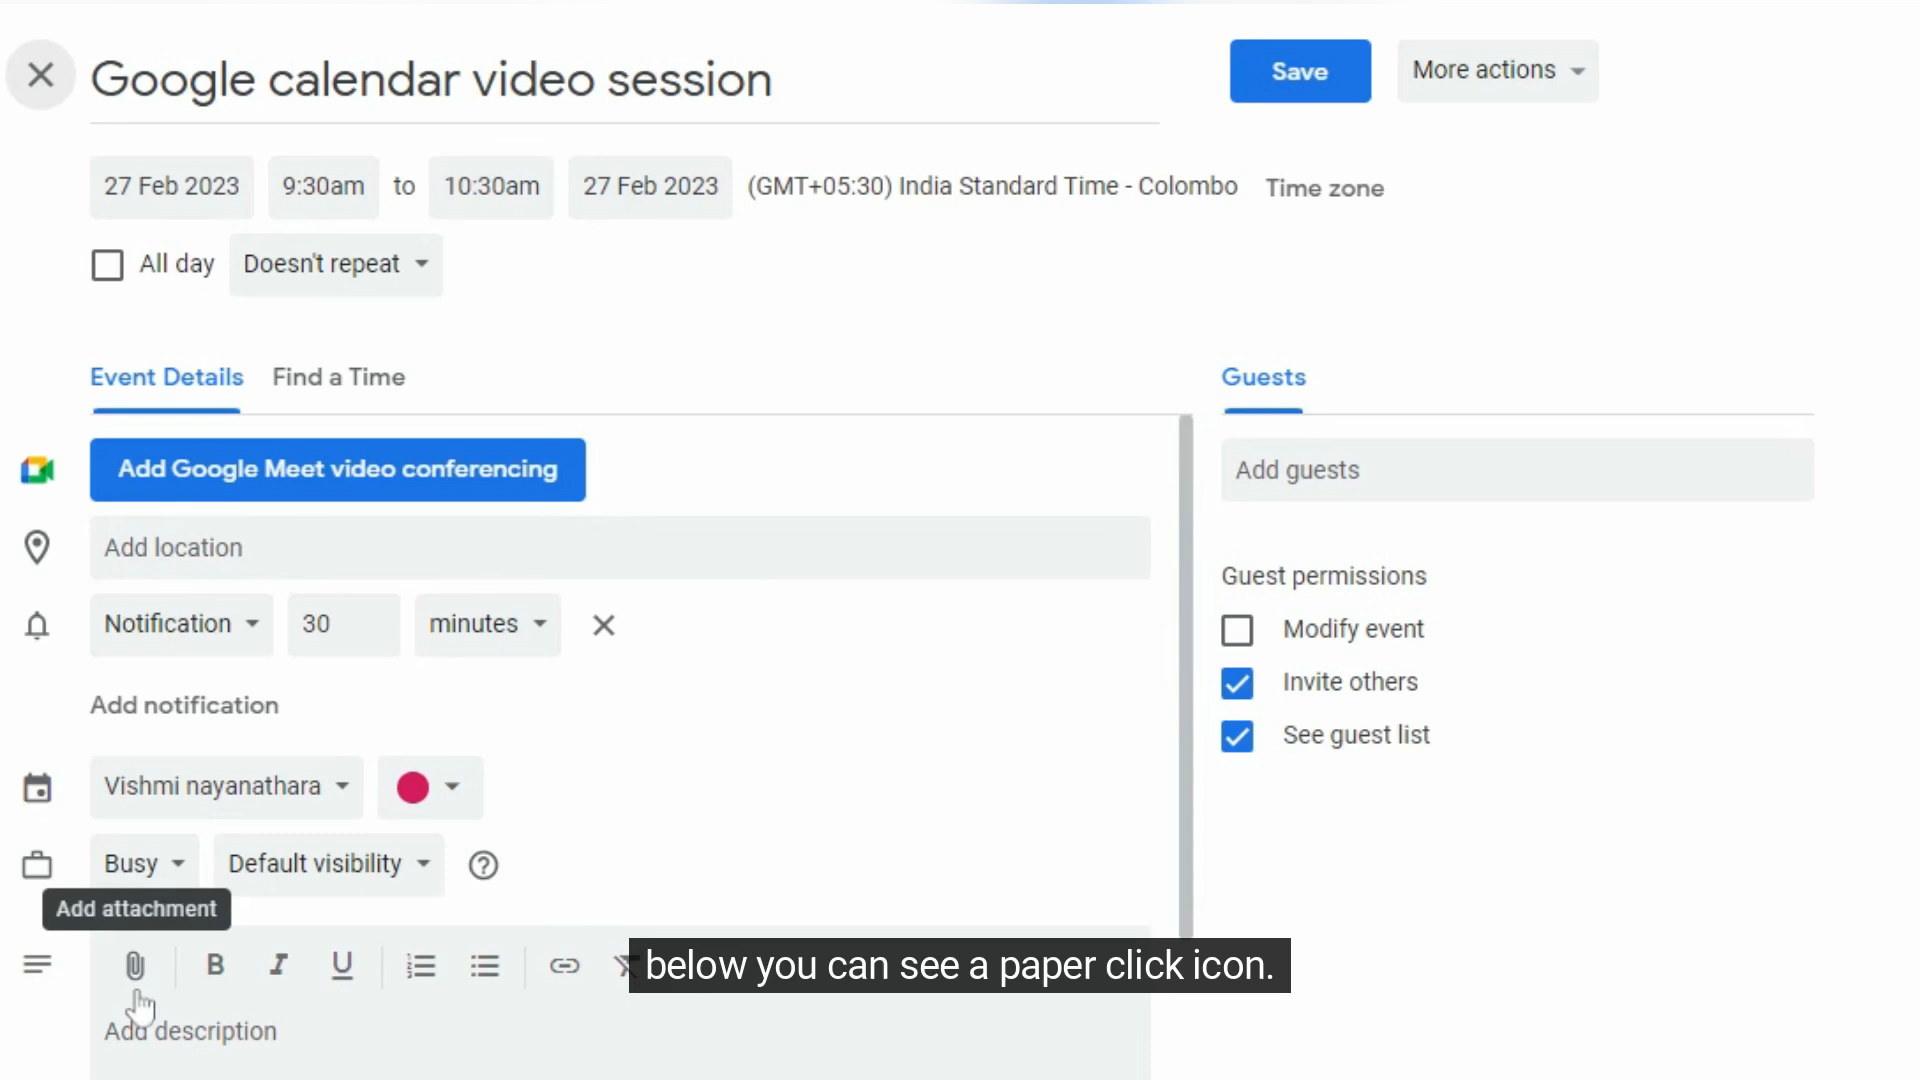 Google calendar video session
Save
More actions
27 Feb 2023 9:30am to 10:30am 27 Feb 2023 (GMT+05:30) India Standard Time - Colombo Time zone
All day Doesn't repeat
Event Details Find a Time
Guests
Add Google Meet video conferencing
Add guests
Add location
Guest permissions
Notification 30 minutes
Modify event
Invite others
Add notification
See guest list
Vishmi nayanathara
Busy Default visibility
Add attachment
B I U
below you can see a paper click icon.
Add description